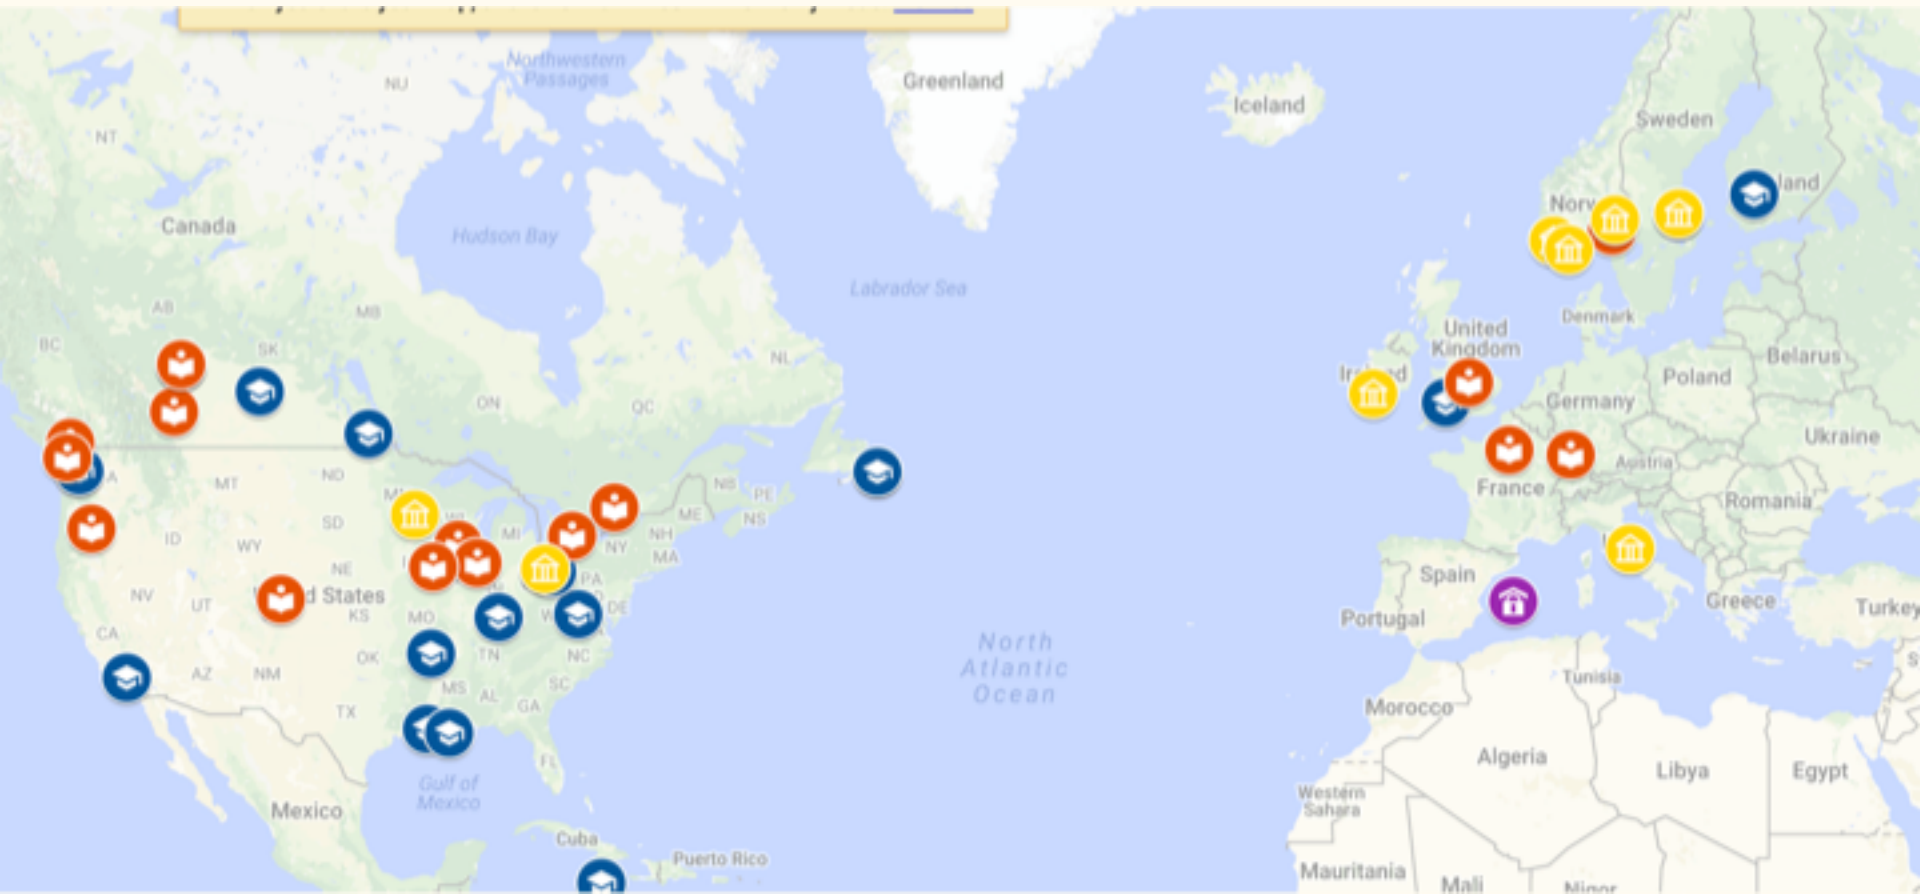 Northwestern
Passages
Greenland
Iceland
NU
NT
Sweden
land
Canada
Norw
Hudson Bay
Labrador Sea
AB
MB
BC
SK
NL
Denmark
United
Kingdom
Belarus
Poland
Germany
ON
QC
Ukraine
Austria
France
Romania
MT
ND
NB
PE
NS
ME
SD
MI
ID
WY
NY
NH
MA
NE
PA
Spain
NV
UT
d States
KS
MO
DE
Portugal
Greece
Turkey
CA
North
Atlantic
Ocean
OK
TN
NC
AZ
NM
MS
AL
SC
GA
TX
Tunisia
Morocco
FL
Algeria
Libya
Egypt
Gulf of
Mexico
Mexico
Western
Sahara
Cuba
Puerto Rico
Mauritania
Mali
Niger